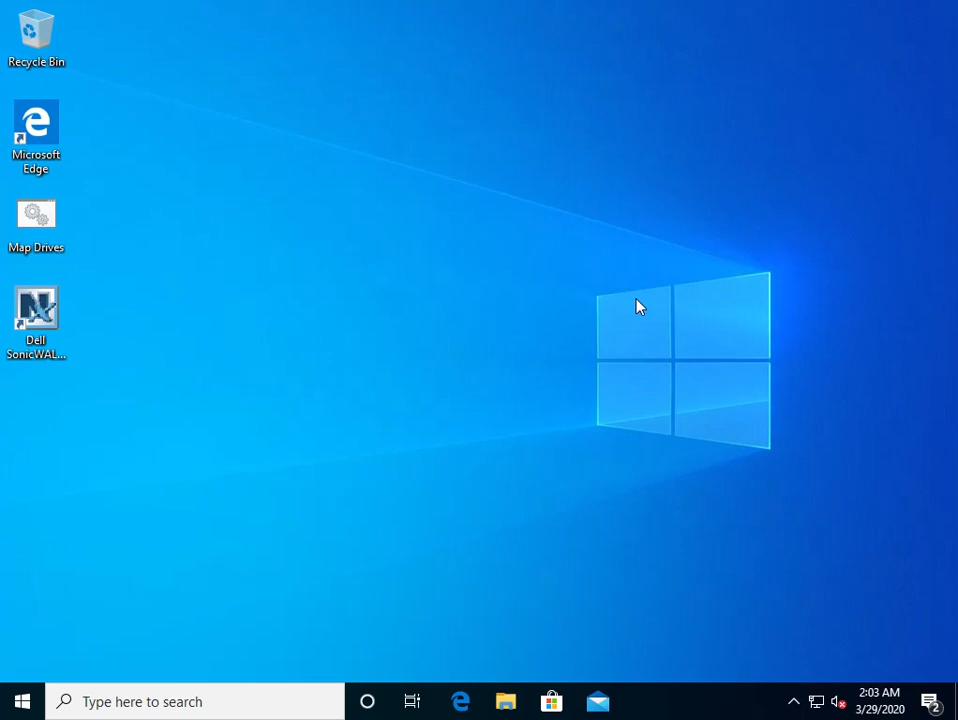 Recycle Bin
Microsoft
Edge
Map Drives
Dell
SonicWAL...
Type here to search
2:03 AM
3/29/2020
2